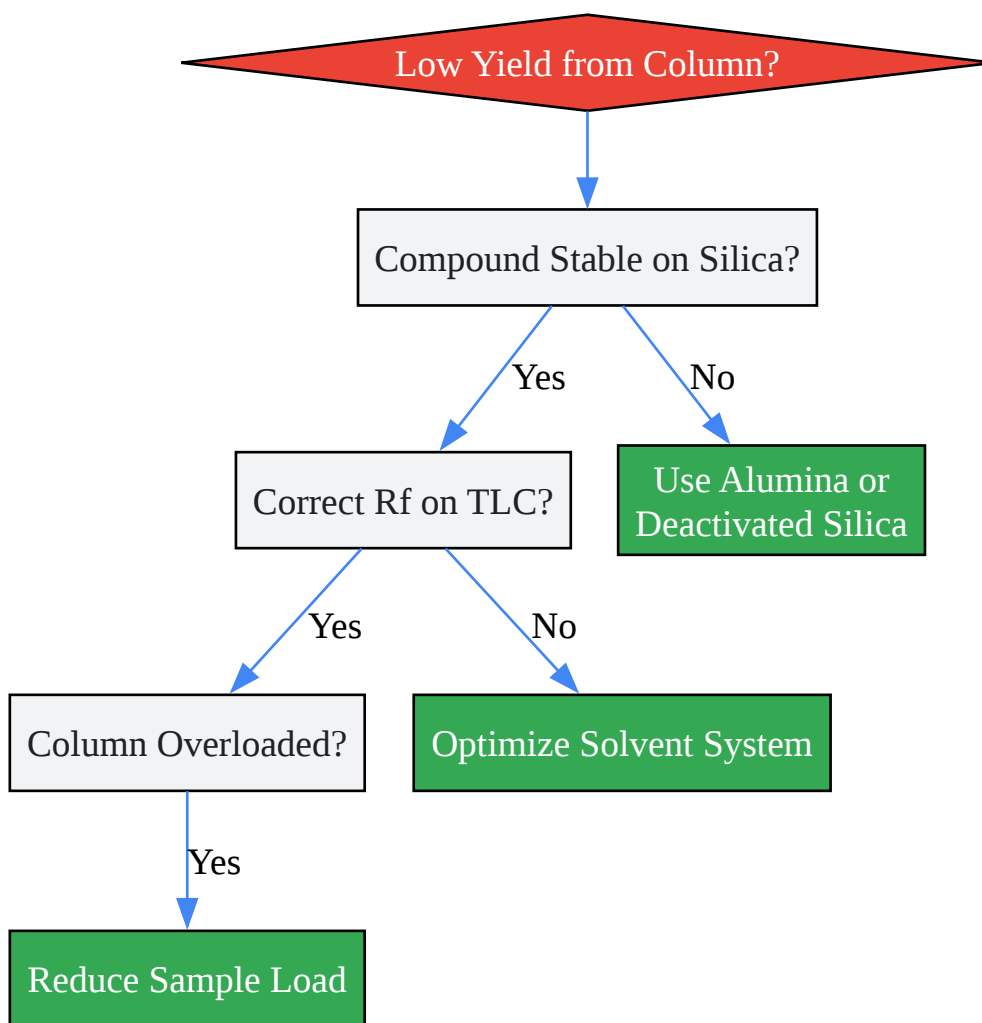 Low Yield from Column?
Compound Stable on Silica?
Yes
No
Correct Rf on TLC?
Use Alumina or
Deactivated Silica
Yes
No
Column Overloaded?
Optimize Solvent System
Yes
Reduce Sample Load